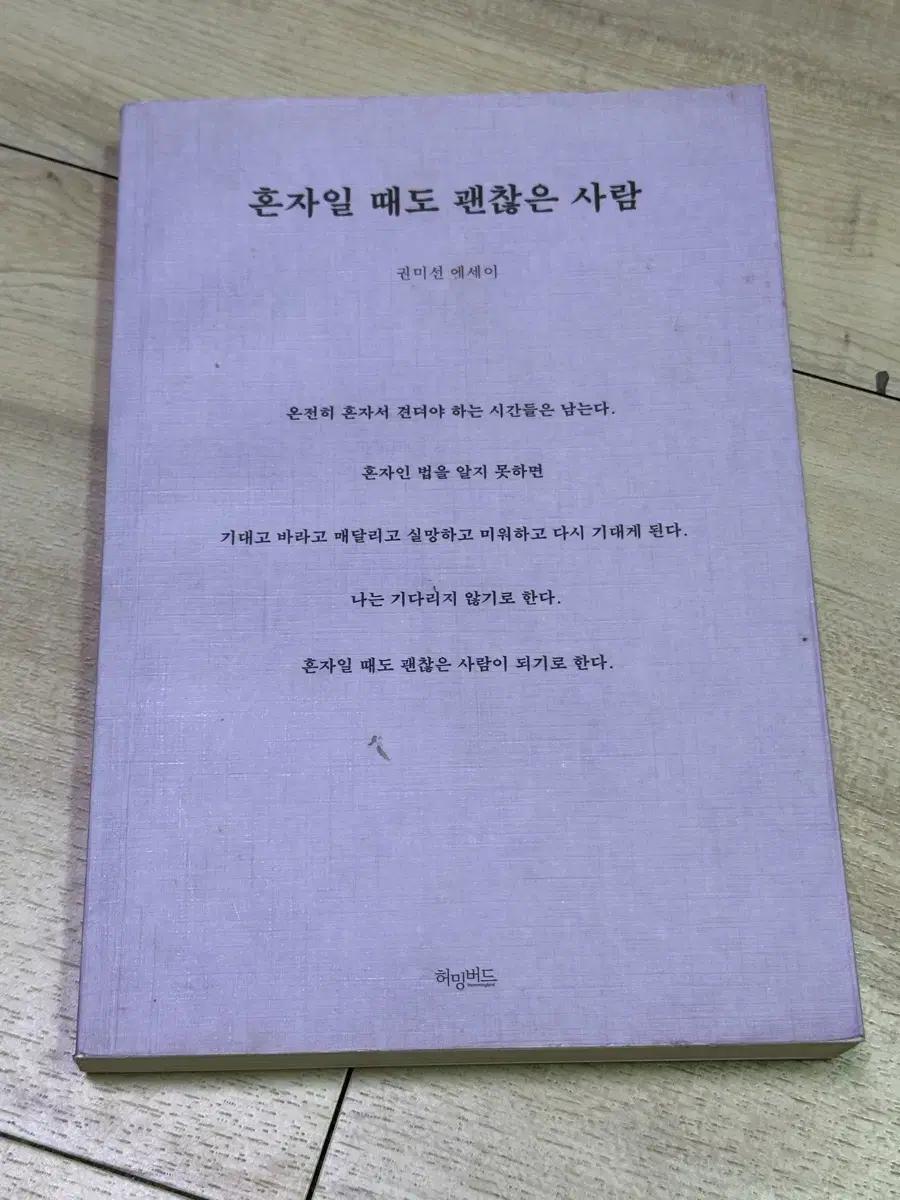 혼자일 때도 괜찮은 사람
권미선 에세이
온전히 혼자서 견뎌야 하는 시간들은 남는다.
혼자인 법을 알지 못하면
기대고 바라고 매달리고 실망하고 미워하고 다시 기대게 된다.
나는 기다리지 않기로 한다.
혼자일 때도 괜찮은 사람이 되기로 한다.
허밍버드